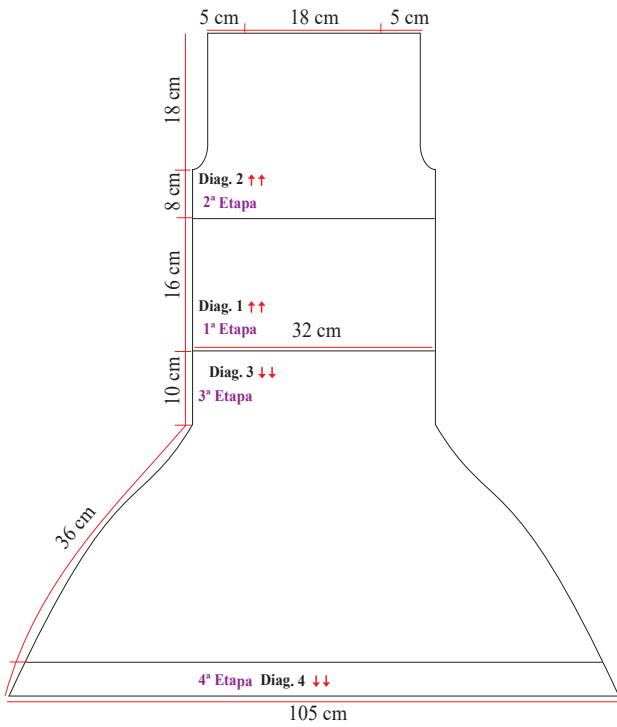 5 cm 18 cm 5 cm
18 cm
8 cm
Diag. 2 ↑↑
2ª Etapa
16 cm
Diag. 1 ↑↑
1ª Etapa
32 cm
10 cm
Diag. 3 ↓↓
3ª Etapa
36 cm
4ª Etapa Diag. 4 ↓↓
105 cm